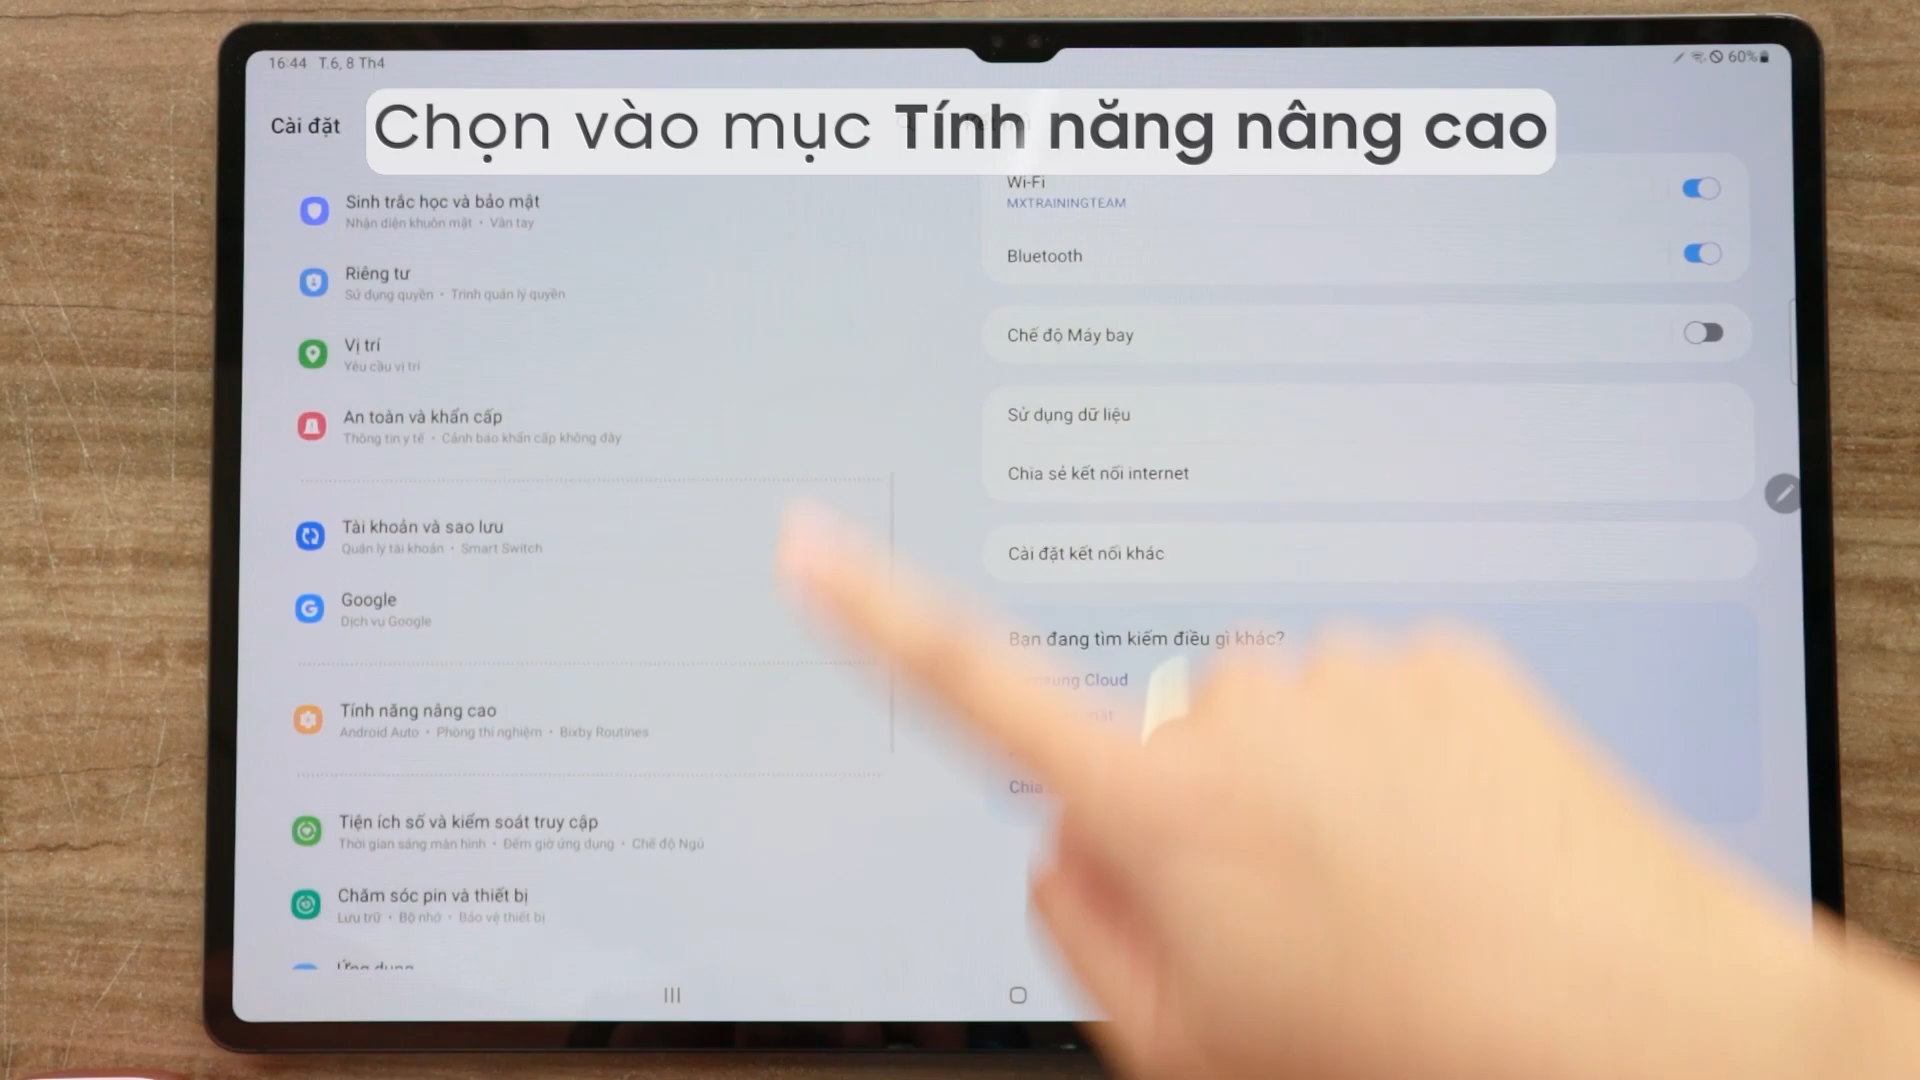 16:44 T.6, 8 Th4
60%
Cài đặt
Chọn vào mục Tính năng nâng cao
Sinh trắc học và bảo mật
Nhận diện khuôn mặt • Vân tay
Riêng tư
Sử dụng quyền • Trình quản lý quyền
Vị trí
Yêu cầu vị trí
An toàn và khẩn cấp
Thông tin y tế • Cảnh báo khẩn cấp không dây
Tài khoản và sao lưu
Quản lý tài khoản • Smart Switch
Google
Dịch vụ Google
Tính năng nâng cao
Android Auto • Phòng thí nghiệm • Bixby Routines
Tiện ích số và kiểm soát truy cập
Thời gian sáng màn hình • Đếm giờ ứng dụng • Chế độ Ngủ
Chăm sóc pin và thiết bị
Lưu trữ • Bộ nhớ • Bảo vệ thiết bị
Ứng dụng
Wi-Fi
MXTRAININGTEAM
Bluetooth
Chế độ Máy bay
Sử dụng dữ liệu
Chia sẻ kết nối internet
Cài đặt kết nối khác
Bạn đang tìm kiếm điều gì khác?
Cloud
Chia